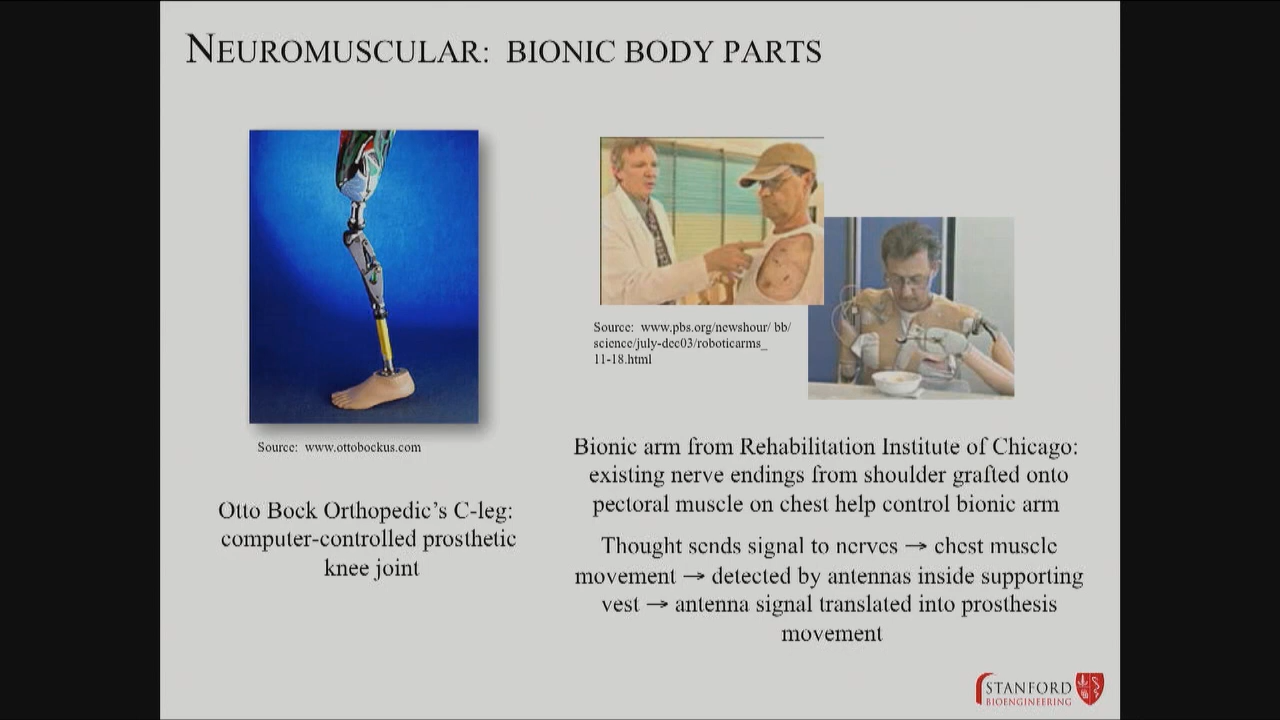 NEUROMUSCULAR: BIONIC BODY PARTS
Source: www.pbs.org/newshour/ bb/
science/july-dec03/roboticarms_
11-18.html
Source: www.ottobockus.com
Otto Bock Orthopedic's C-leg:
computer-controlled prosthetic
knee joint
Bionic arm from Rehabilitation Institute of Chicago:
existing nerve endings from shoulder grafted onto
pectoral muscle on chest help control bionic arm
Thought sends signal to nerves → chest muscle
movement → detected by antennas inside supporting
vest → antenna signal translated into prosthesis
movement
STANFORD
BIOENGINEERING